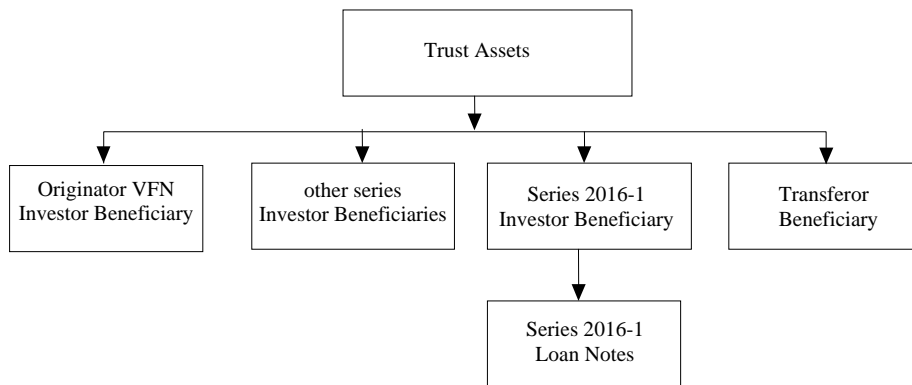 Trust Assets
Originator VFN
Investor Beneficiary
other series
Investor Beneficiaries
Series 2016-1
Investor Beneficiary
Transferor
Beneficiary
Series 2016-1
Loan Notes